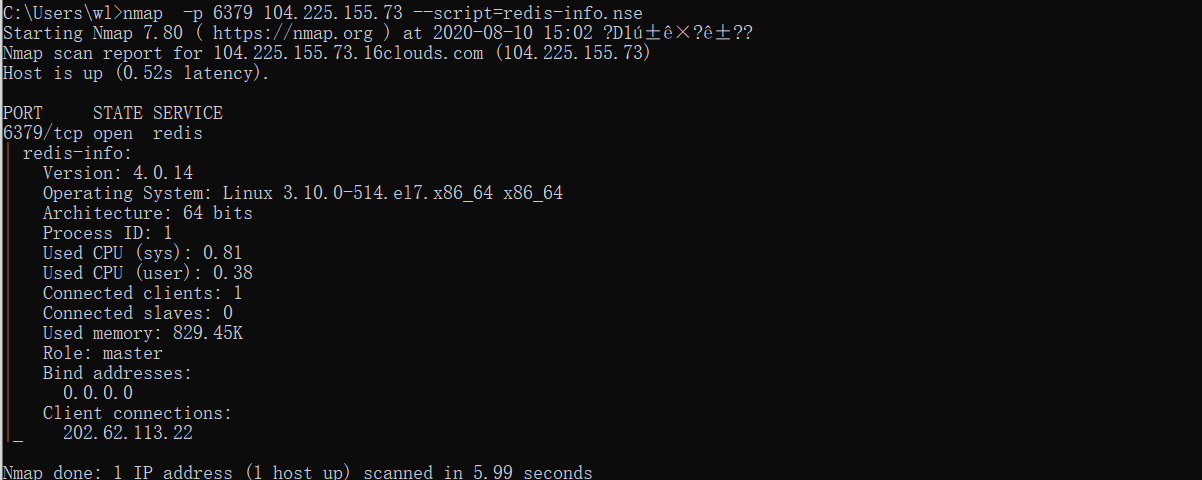 C:\Users\wl>nmap  -p 6379 104.225.155.73 --script=redis-info.nse
Starting Nmap 7.80 ( https://nmap.org ) at 2020-08-10 15:02 ?D1ú±ê×?ê±??
Nmap scan report for 104.225.155.73.16clouds.com (104.225.155.73)
Host is up (0.52s latency).
PORT     STATE SERVICE
6379/tcp open  redis
| redis-info:
|   Version: 4.0.14
|   Operating System: Linux 3.10.0-514.el7.x86_64 x86_64
|   Architecture: 64 bits
|   Process ID: 1
|   Used CPU (sys): 0.81
|   Used CPU (user): 0.38
|   Connected clients: 1
|   Connected slaves: 0
|   Used memory: 829.45K
|   Role: master
|   Bind addresses:
|     0.0.0.0
|   Client connections:
|_    202.62.113.22
Nmap done: 1 IP address (1 host up) scanned in 5.99 seconds